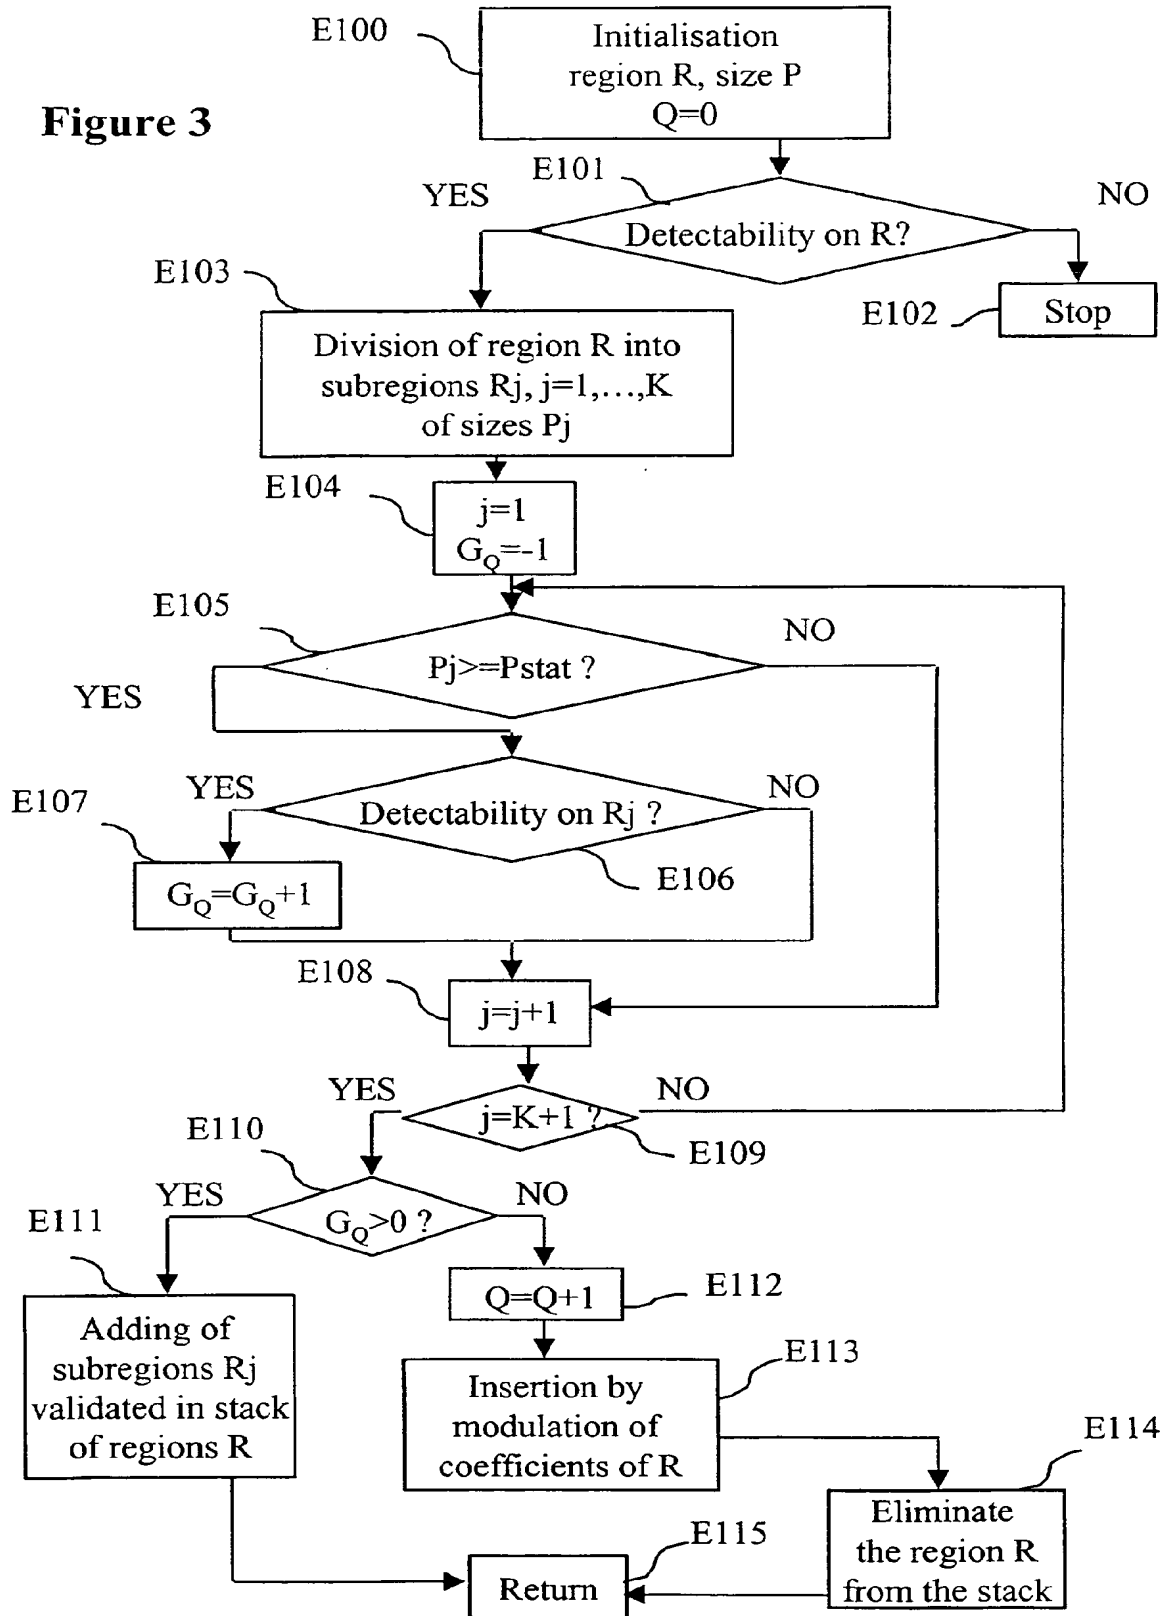 E100
Initialisation
region R, size P
Q=0
Figure 3
E101
YES
NO
Detectability on R?
E103
E102
Stop
Division of region R into
subregions Rj, j=1,...,K
of sizes Pj
E104
j=1
G_Q=-1
E105
NO
Pj>=Pstat ?
YES
E107
YES
NO
Detectability on Rj ?
E106
G_Q=G_Q+1
E108
j=j+1
YES
NO
j=K+1 ?
E109
E110
YES
NO
G_Q>0 ?
E111
Q=Q+1
E112
Adding of
subregions Rj
validated in stack
of regions R
E113
Insertion by
modulation of
coefficients of R
E114
Eliminate
the region R
from the stack
E115
Return